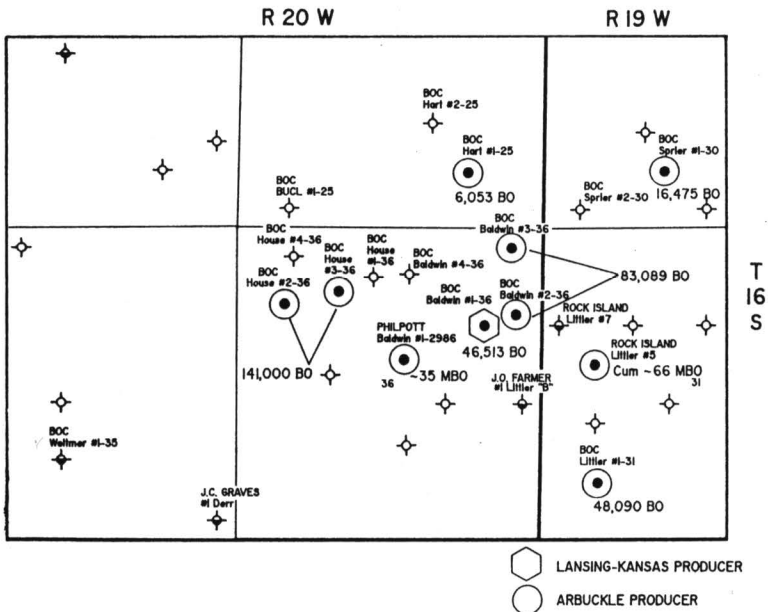 R 20 W
R 19 W
BOC
Hart #2-25
BOC
Hart #1-25
6,053 BO
BOC
Sprier #1-30
16,475 BO
BOC
Sprier #2-30
BOC
BUCL #1-25
BOC
House #4-36
BOC
House
#3-36
BOC
House
#1-36
BOC
Baldwin #4-36
BOC
Baldwin #3-36
BOC
House #2-36
83,089 BO
T
16
S
BOC
Baldwin #1-36
BOC
Baldwin #2-36
46,513 BO
ROCK ISLAND
Littler #7
PHILPOTT
Baldwin #1-2986
~35 MBO
36
141,000 BO
ROCK ISLAND
Littler #5
Cum ~66 MBO
31
J.O. FARMER
#1 Littler "B"
BOC
Weltmer #1-35
BOC
Littler #1-31
48,090 BO
J.C. GRAVES
#1 Derr
LANSING-KANSAS PRODUCER
ARBUCKLE PRODUCER